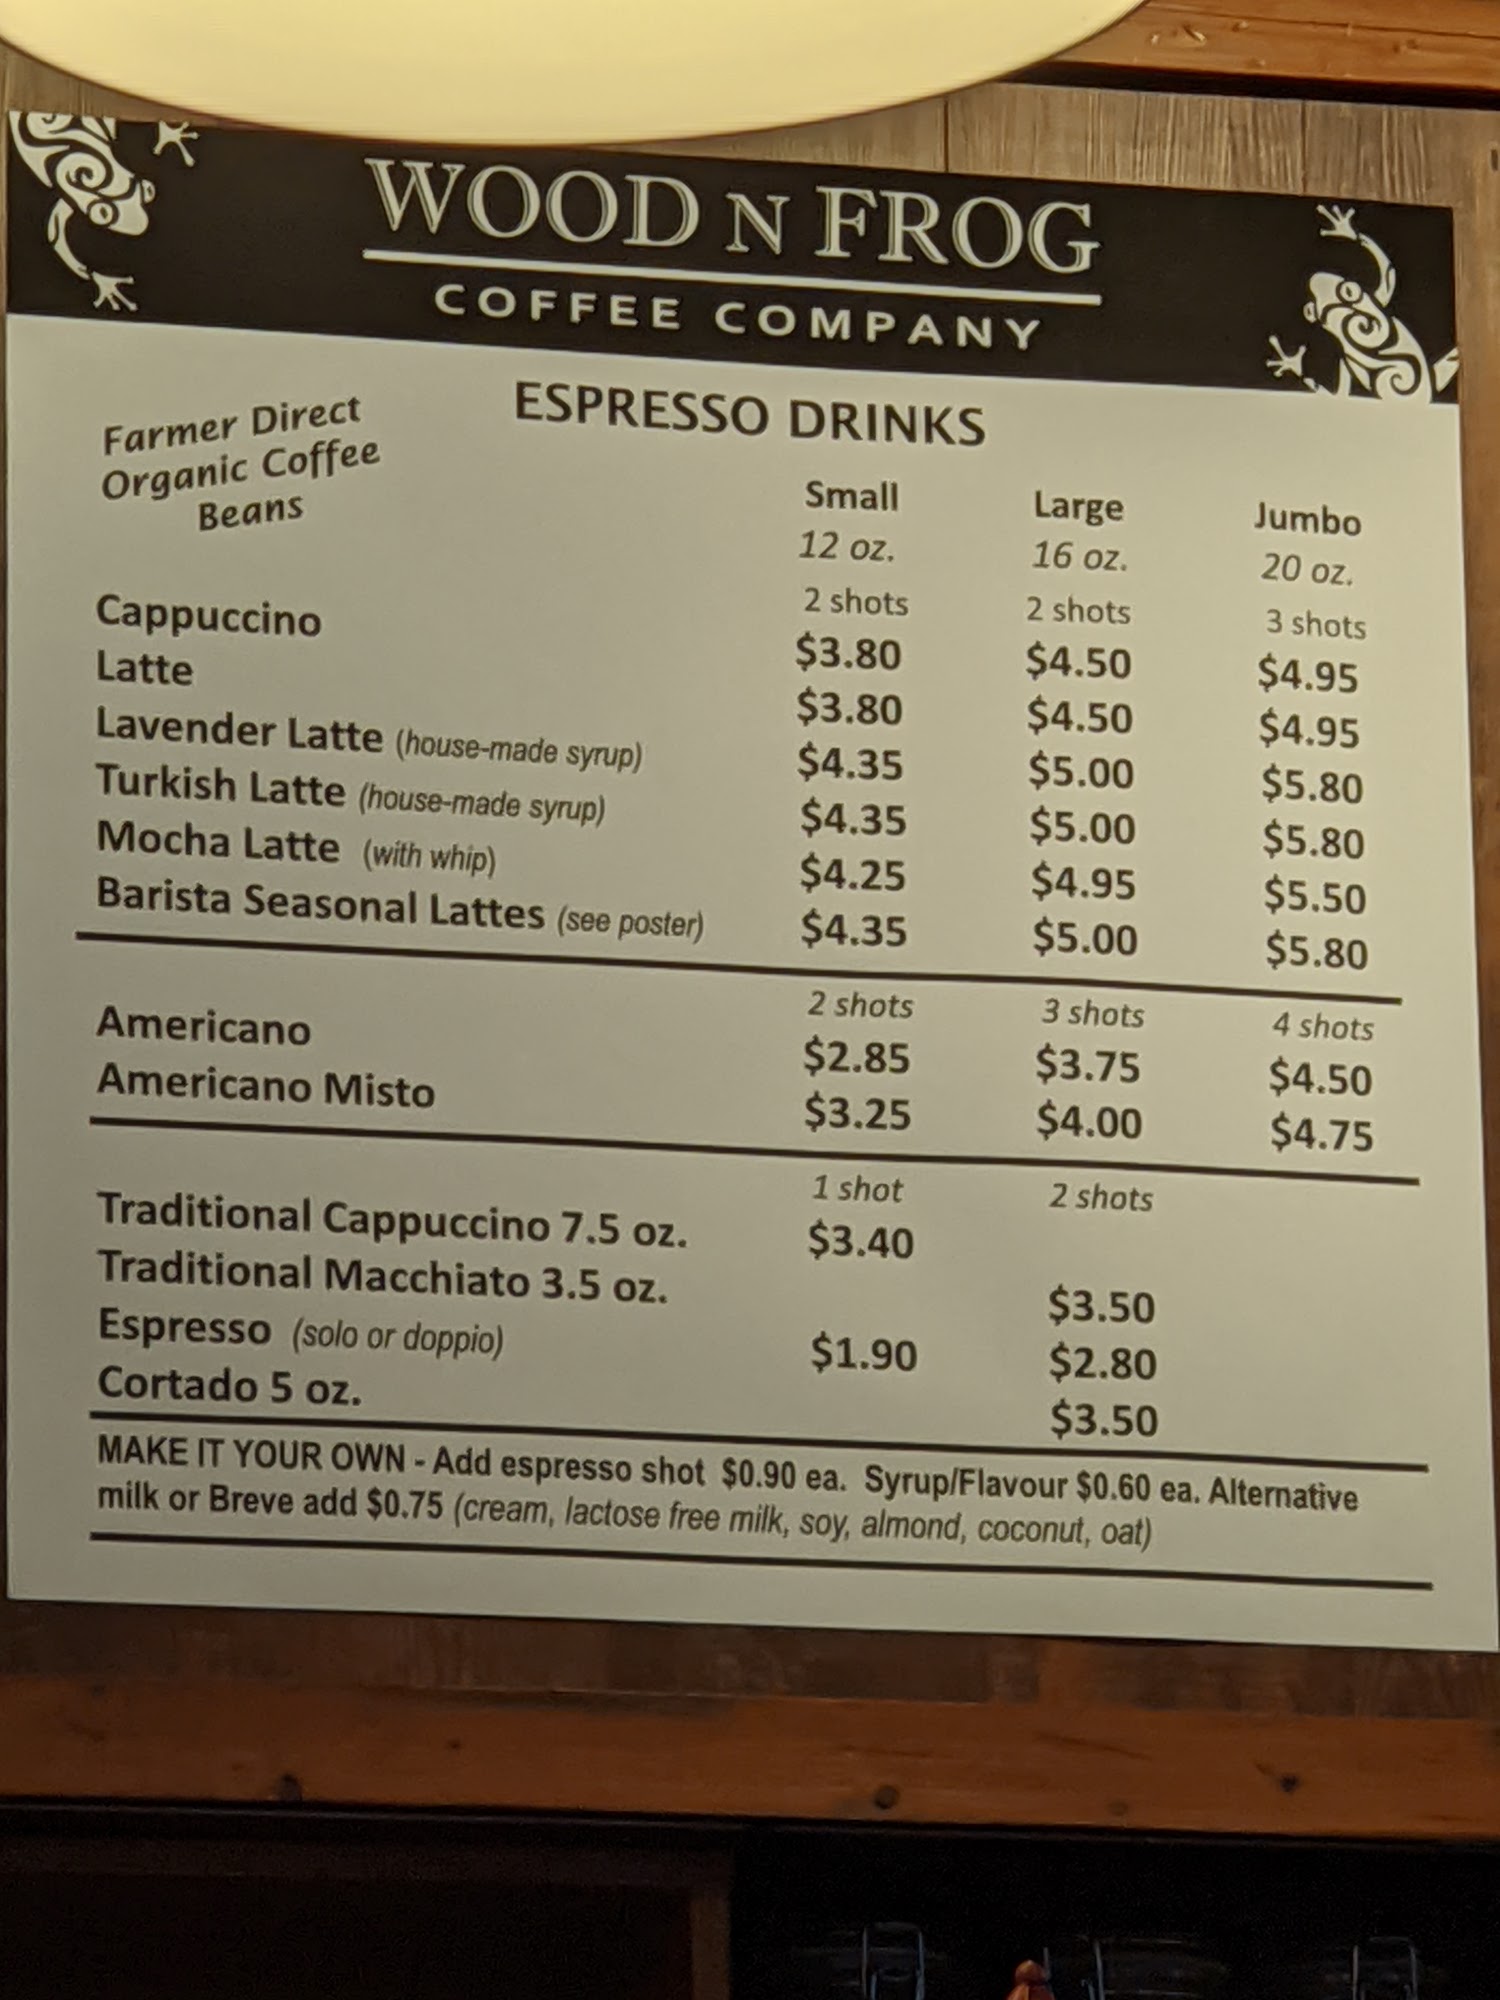 WOOD N FROG
COFFEE COMPANY
Farmer Direct
Organic Coffee
Beans
ESPRESSO DRINKS
Small Large Jumbo
12 oz. 16 oz. 20 oz.
2 shots 2 shots 3 shots
Cappuccino $3.80 $4.50 $4.95
Latte $3.80 $4.50 $4.95
Lavender Latte (house-made syrup) $4.35 $5.00 $5.80
Turkish Latte (house-made syrup) $4.35 $5.00 $5.80
Mocha Latte (with whip) $4.25 $4.95 $5.50
Barista Seasonal Lattes (see poster) $4.35 $5.00 $5.80
2 shots 3 shots 4 shots
Americano $2.85 $3.75 $4.50
Americano Misto $3.25 $4.00 $4.75
1 shot 2 shots
Traditional Cappuccino 7.5 oz. $3.40
Traditional Macchiato 3.5 oz. $3.50
Espresso (solo or doppio) $1.90 $2.80
Cortado 5 oz. $3.50
MAKE IT YOUR OWN - Add espresso shot $0.90 ea. Syrup/Flavour $0.60 ea. Alternative
milk or Breve add $0.75 (cream, lactose free milk, soy, almond, coconut, oat)